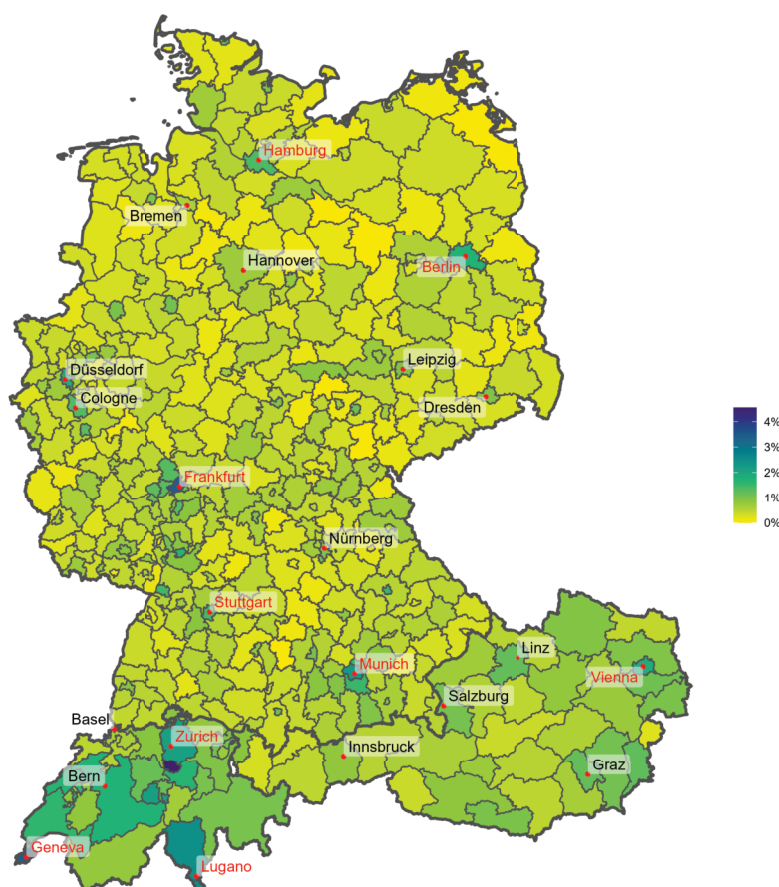 Hamburg
Bremen
Hannover
Berlin
Düsseldorf
Leipzig
Cologne
Dresden
4%
3%
2%
1%
0%
Frankfurt
Nürnberg
Stuttgart
Linz
Munich
Vienna
Salzburg
Basel
Zurich
Innsbruck
Graz
Bern
Geneva
Lugano